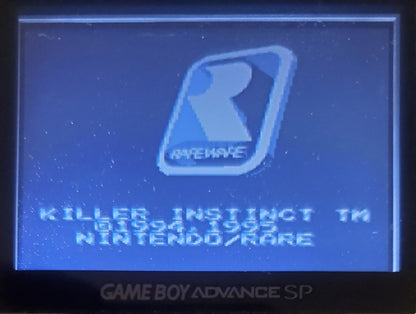 RAREWARE
KILLER INSTINCT TM
©1994,1995
NINTENDO/RARE
GAME BOY ADVANCE SP